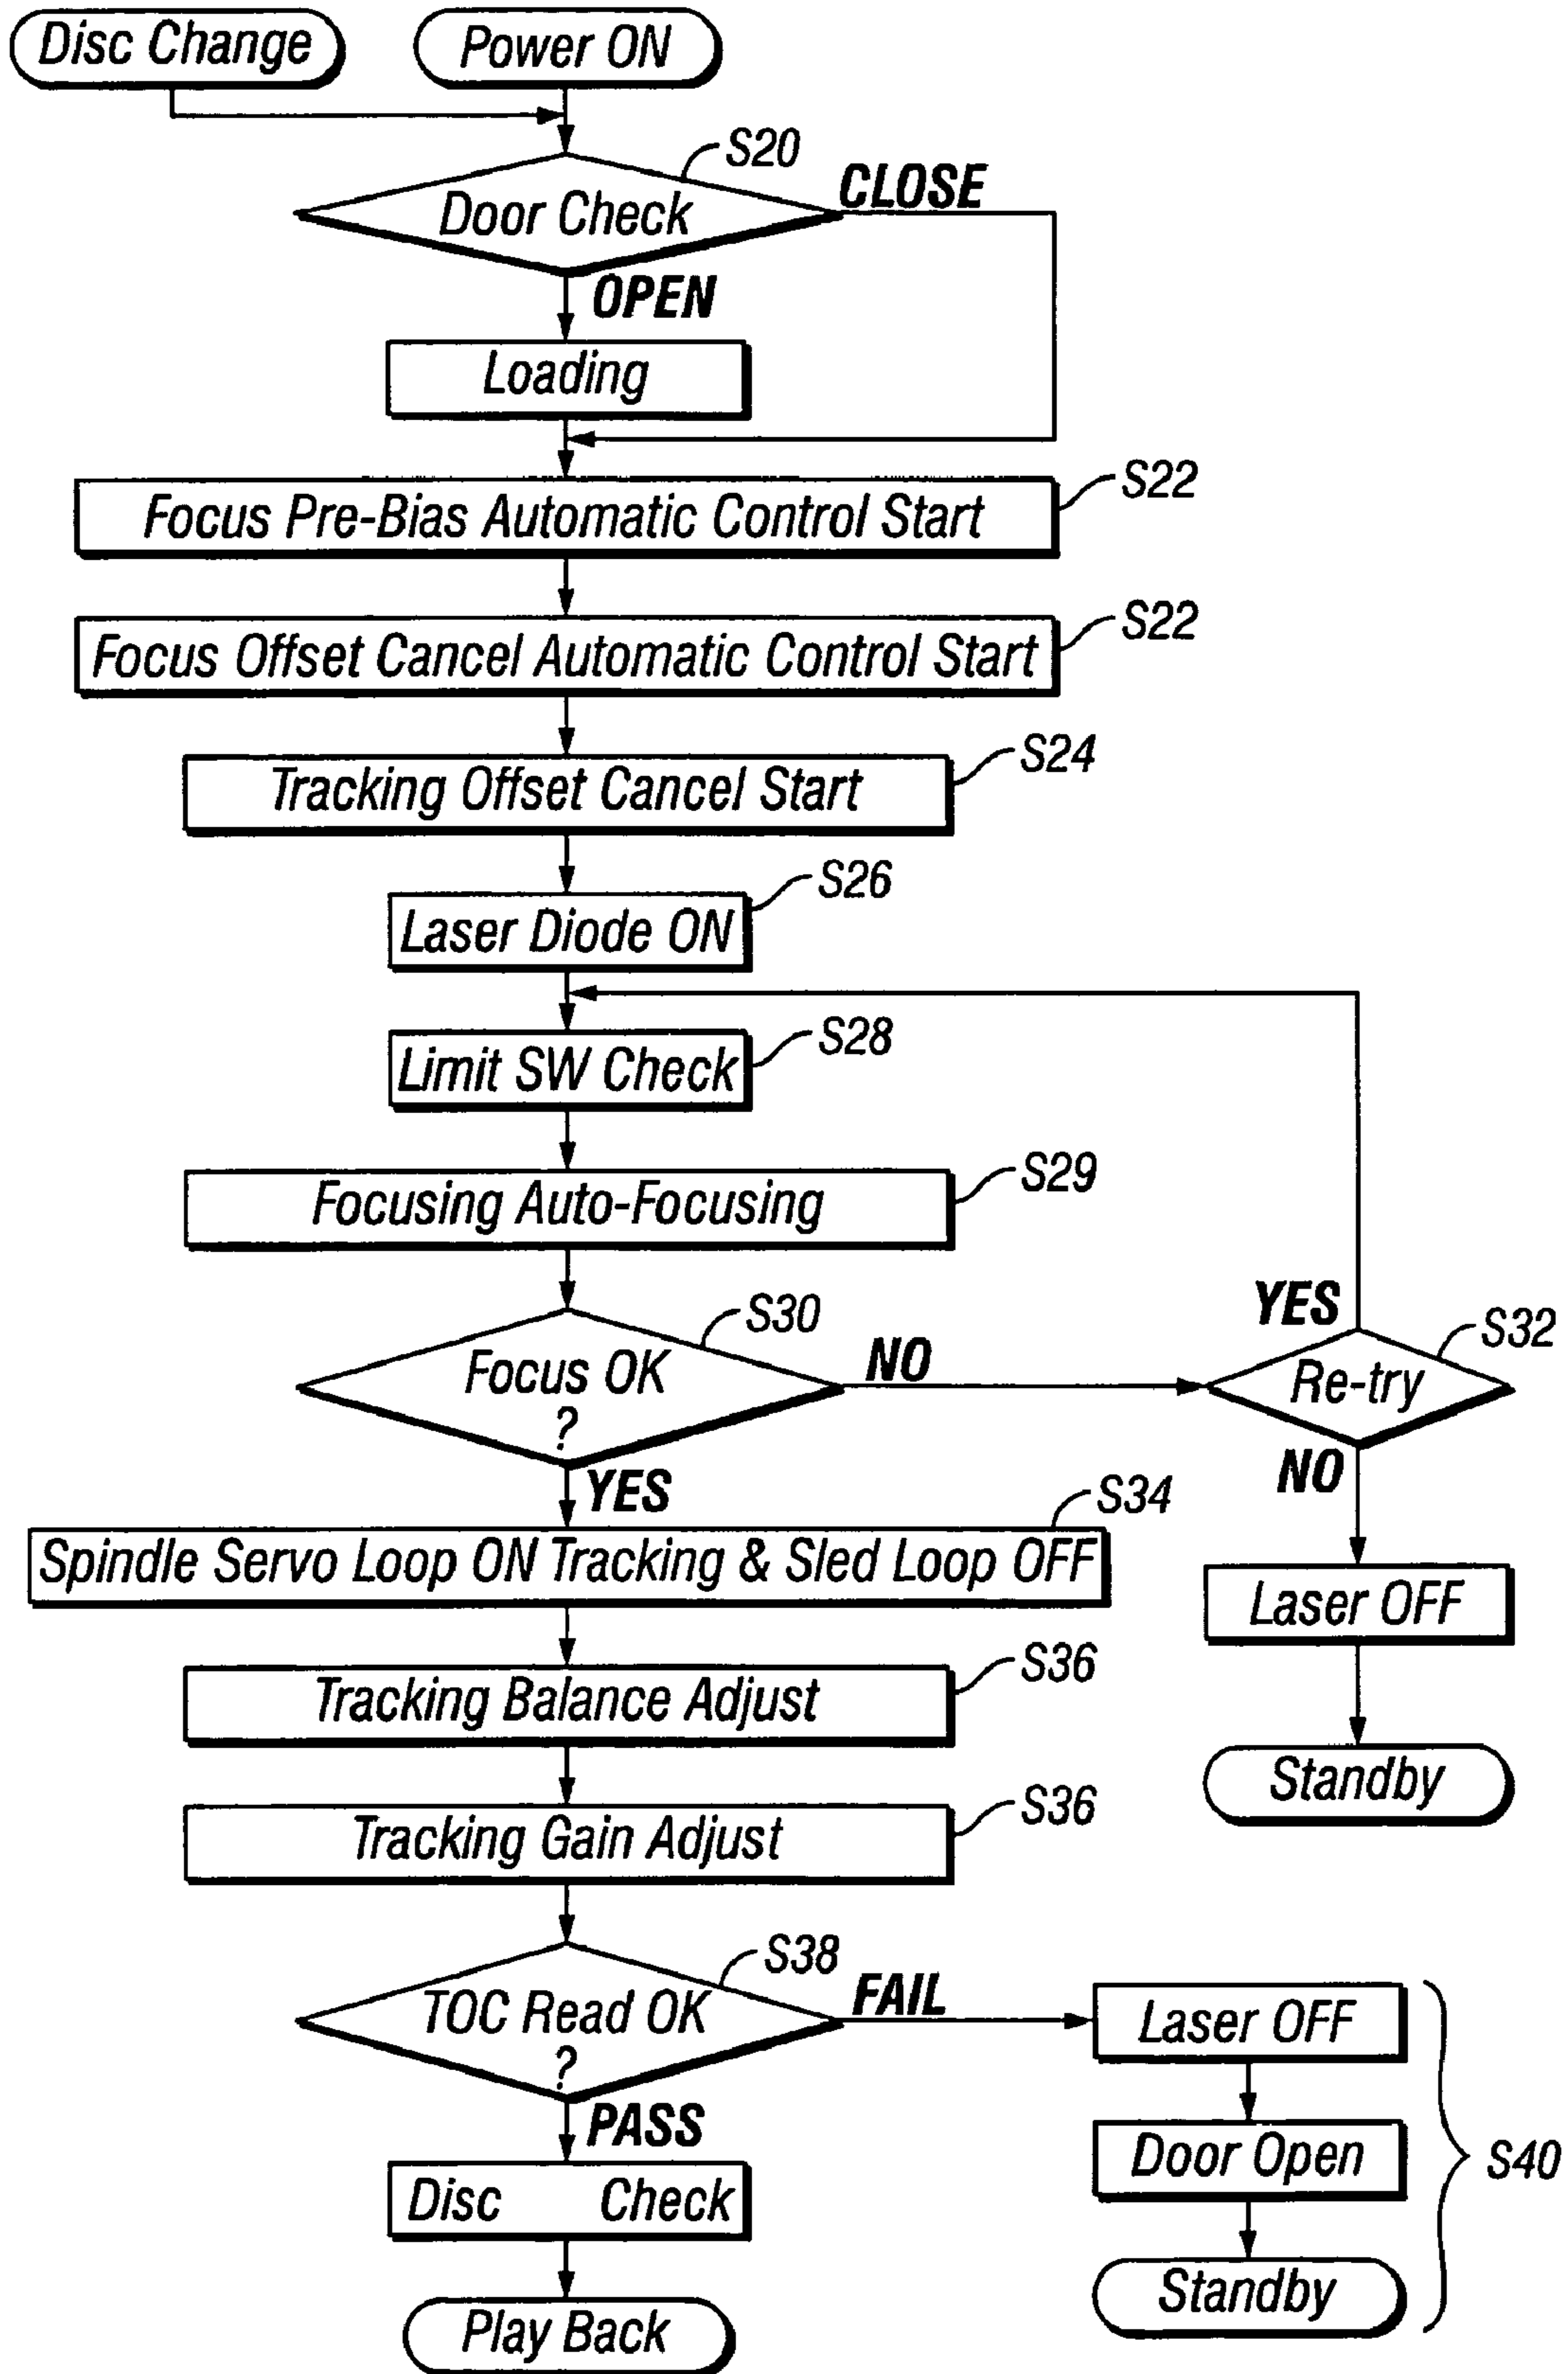 Disc Change
Power ON
S20
Door Check
CLOSE
OPEN
Loading
S22
Focus Pre-Bias Automatic Control Start
S22
Focus Offset Cancel Automatic Control Start
S24
Tracking Offset Cancel Start
S26
Laser Diode ON
S28
Limit SW Check
S29
Focusing Auto-Focusing
S30
Focus OK
?
NO
YES
S32
Re-try
NO
YES
S34
Spindle Servo Loop ON Tracking & Sled Loop OFF
Laser OFF
S36
Tracking Balance Adjust
Standby
S36
Tracking Gain Adjust
S38
TOC Read OK
?
FAIL
Laser OFF
PASS
Door Open
S40
Disc Check
Standby
Play Back